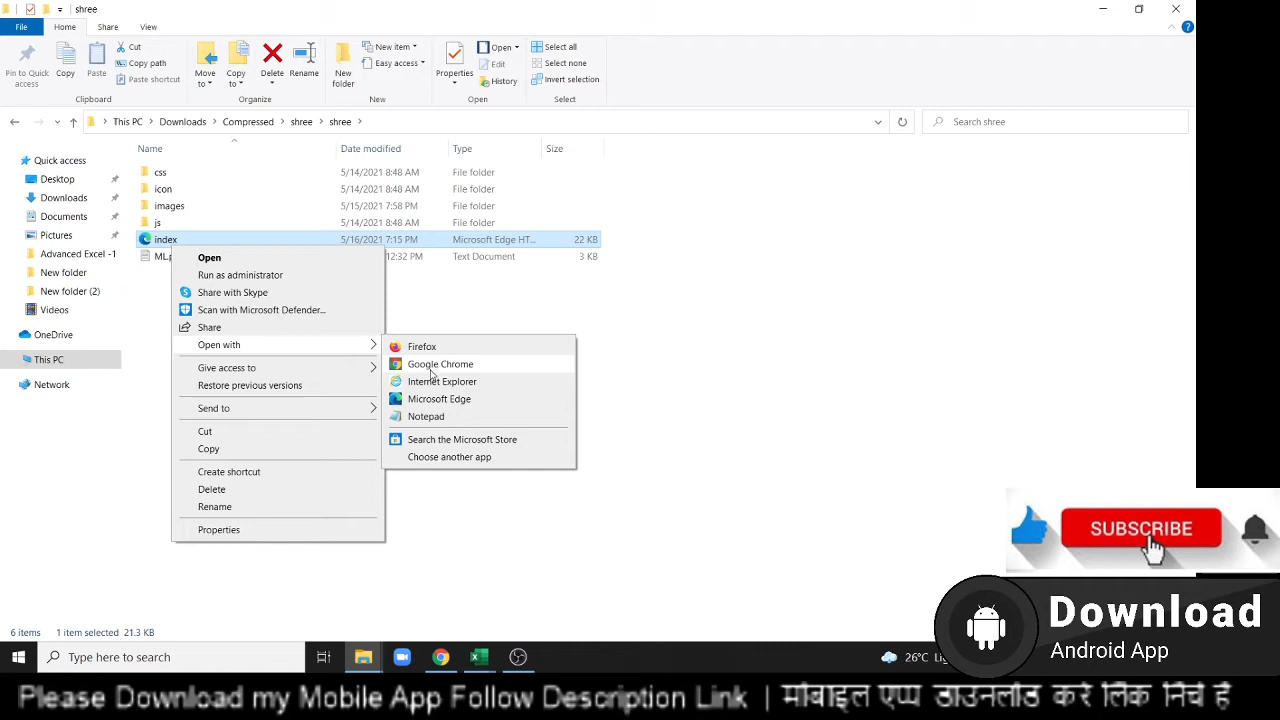 shree
File Home Share View
Pin to Quick access
Copy
Paste
Cut
Copy path
Paste shortcut
Clipboard
Move to
Copy to
Delete
Rename
Organize
New folder
New item
Easy access
New
Properties
Open
Edit
History
Open
Select all
Select none
Invert selection
Select
This PC Downloads Compressed shree shree
Search shree
Name Date modified Type Size
css 5/14/2021 8:48 AM File folder
icon 5/14/2021 8:48 AM File folder
images 5/15/2021 7:58 PM File folder
js 5/14/2021 8:48 AM File folder
index 5/16/2021 7:15 PM Microsoft Edge HT... 22 KB
12:32 PM Text Document 3 KB
Quick access
Desktop
Downloads
Documents
Pictures
Advanced Excel -1
New folder
New folder (2)
Videos
OneDrive
This PC
Network
Open
Run as administrator
Share with Skype
Scan with Microsoft Defender...
Share
Open with
Give access to
Restore previous versions
Send to
Cut
Copy
Create shortcut
Delete
Rename
Properties
Firefox
Google Chrome
Internet Explorer
Microsoft Edge
Notepad
Search the Microsoft Store
Choose another app
SUBSCRIBE
Download
Android App
6 items 1 item selected 21.3 KB
Type here to search
26°C
Please Download my Mobile App Follow Description Link | मोबाइल एप्प डाउनलोड करे लिंक निचे है